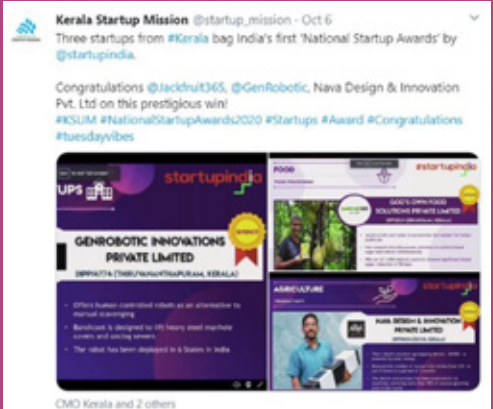 Kerala Startup Mission @startup_mission · Oct 6
Three startups from #Kerala bag India's first 'National Startup Awards' by
@startupindia.
Congratulations @Jackfruit365, @GenRobotic, Nava Design & Innovation
Pvt. Ltd on this prestigious win!
#KSUM #NationalStartupAwards2020 #Startups #Award #Congratulations
#tuesdayvibes
startupindia
UPS
GENROBOTIC INNOVATIONS
PRIVATE LIMITED
(THIRUVANANTHAPURAM, KERALA)
Offers human controlled robots as an alternative to
manual scavenging
Bandicoot is designed to lift heavy steel manhole
covers and unclog sewers
The robot has been deployed in 6 States in India
FOOD
#startupindia
GOD'S OWN FOOD
SOLUTIONS PRIVATE LIMITED
AGRICULTURE
startupindia
NAVA DESIGN & INNOVATION
PRIVATE LIMITED
CMO Kerala and 2 others